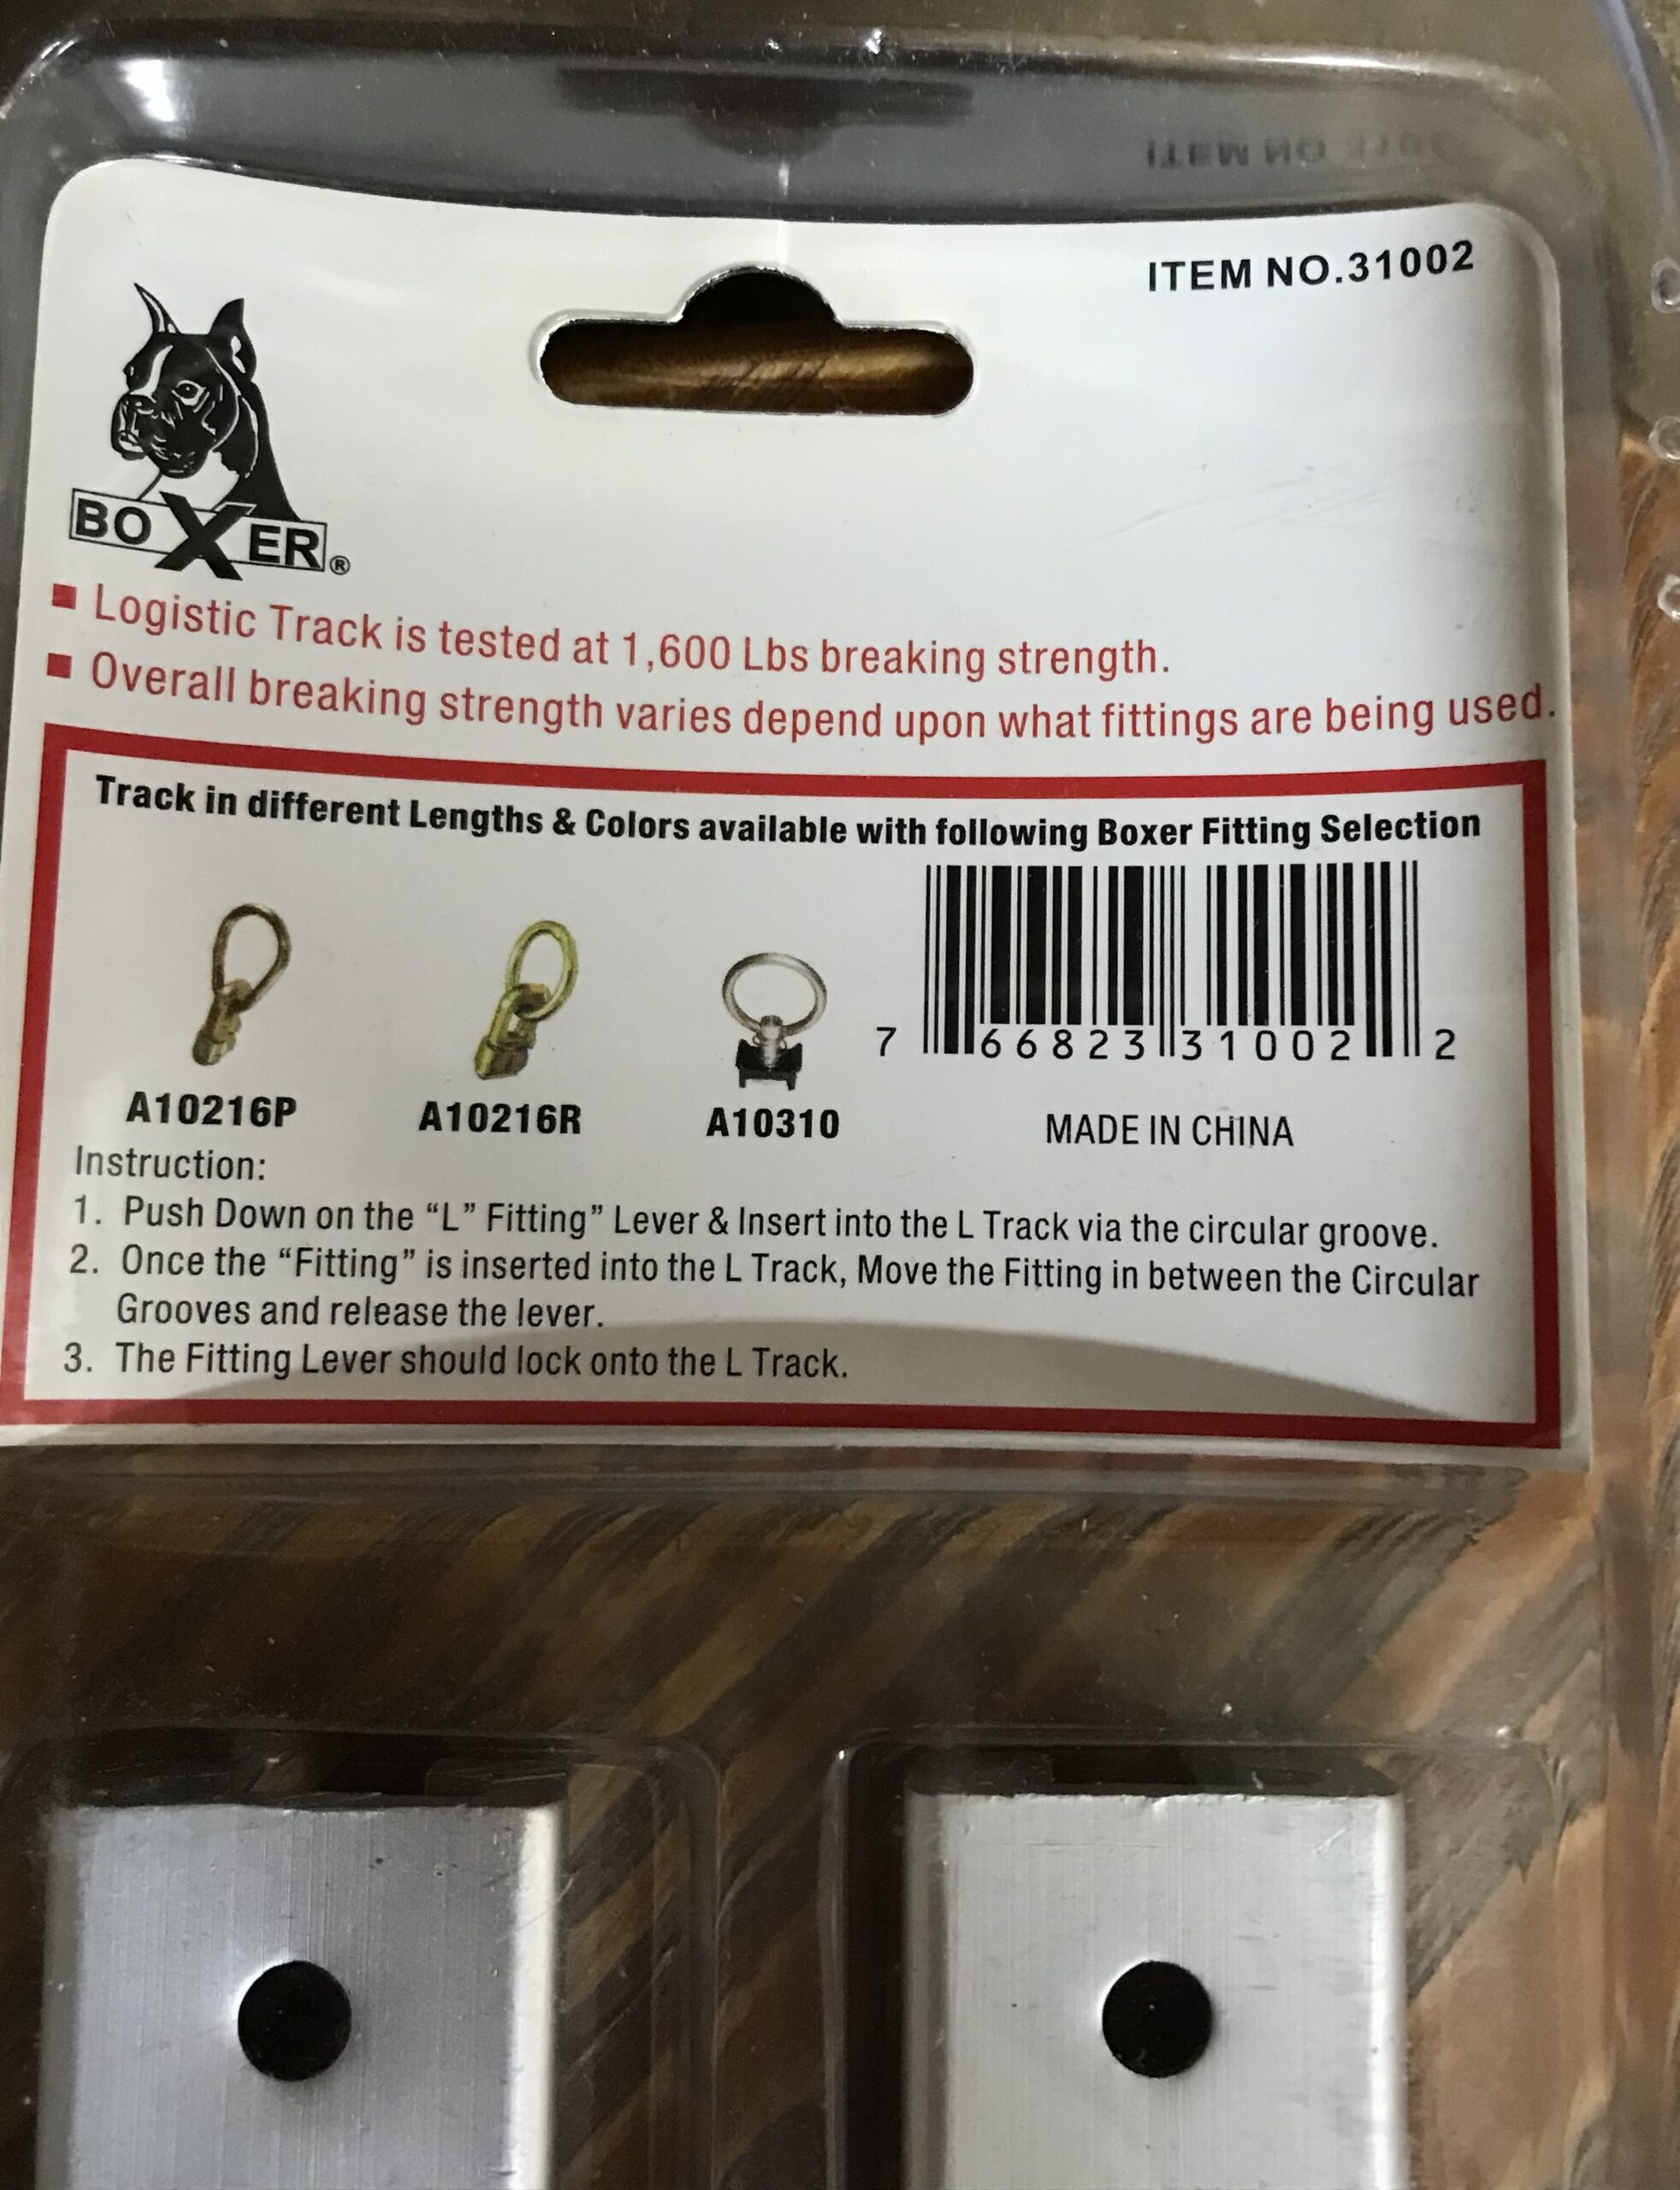 ITEM NO.31002
BOXER®
▪ Logistic Track is tested at 1,600 Lbs breaking strength.
▪ Overall breaking strength varies depend upon what fittings are being used.
Track in different Lengths & Colors available with following Boxer Fitting Selection
7 66823 31002 2
A10216P A10216R A10310 MADE IN CHINA
Instruction:
1. Push Down on the “L” Fitting” Lever & Insert into the L Track via the circular groove.
2. Once the “Fitting” is inserted into the L Track, Move the Fitting in between the Circular
Grooves and release the lever.
3. The Fitting Lever should lock onto the L Track.